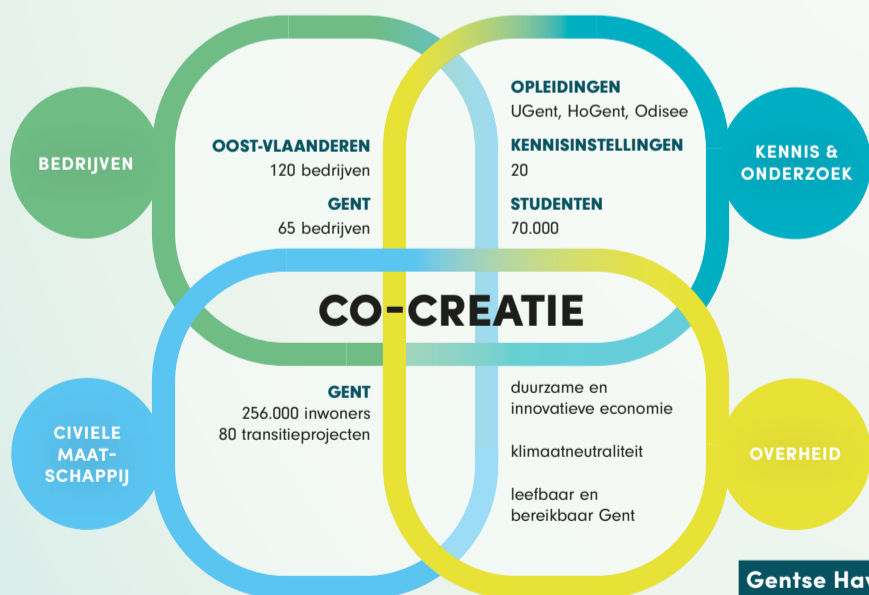 BEDRIJVEN
OOST-VLAANDEREN
120 bedrijven
GENT
65 bedrijven
OPLEIDINGEN
UGent, HoGent, Odisee
KENNISINSTELLINGEN
20
STUDENTEN
70.000
KENNIS &
ONDERZOEK
CO-CREATIE
CIVIELE
MAAT-
SCHAPPIJ
GENT
256.000 inwoners
80 transitieprojecten
duurzame en
innovatieve economie
klimaatneutraliteit
leefbaar en
bereikbaar Gent
OVERHEID
Gentse